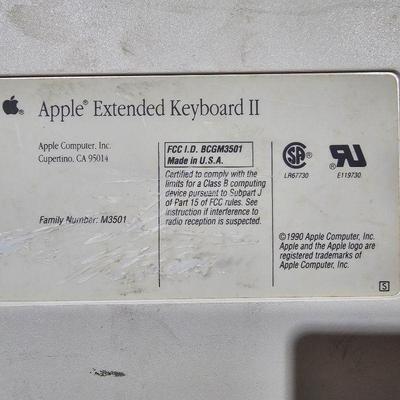 Apple® Extended Keyboard II
Apple Computer, Inc.
Cupertino, CA 95014
Family Number: M3501
FCC I.D. BCGM3501
Made in U.S.A.
Certified to comply with the
limits for a Class B computing
device pursuant to Subpart J
of Part 15 of FCC rules. See
instruction if interference to
radio reception is suspected.
SA
LR67730
UR
E119730
©1990 Apple Computer, Inc.
Apple and the Apple logo are
registered trademarks of
Apple Computer, Inc.
S